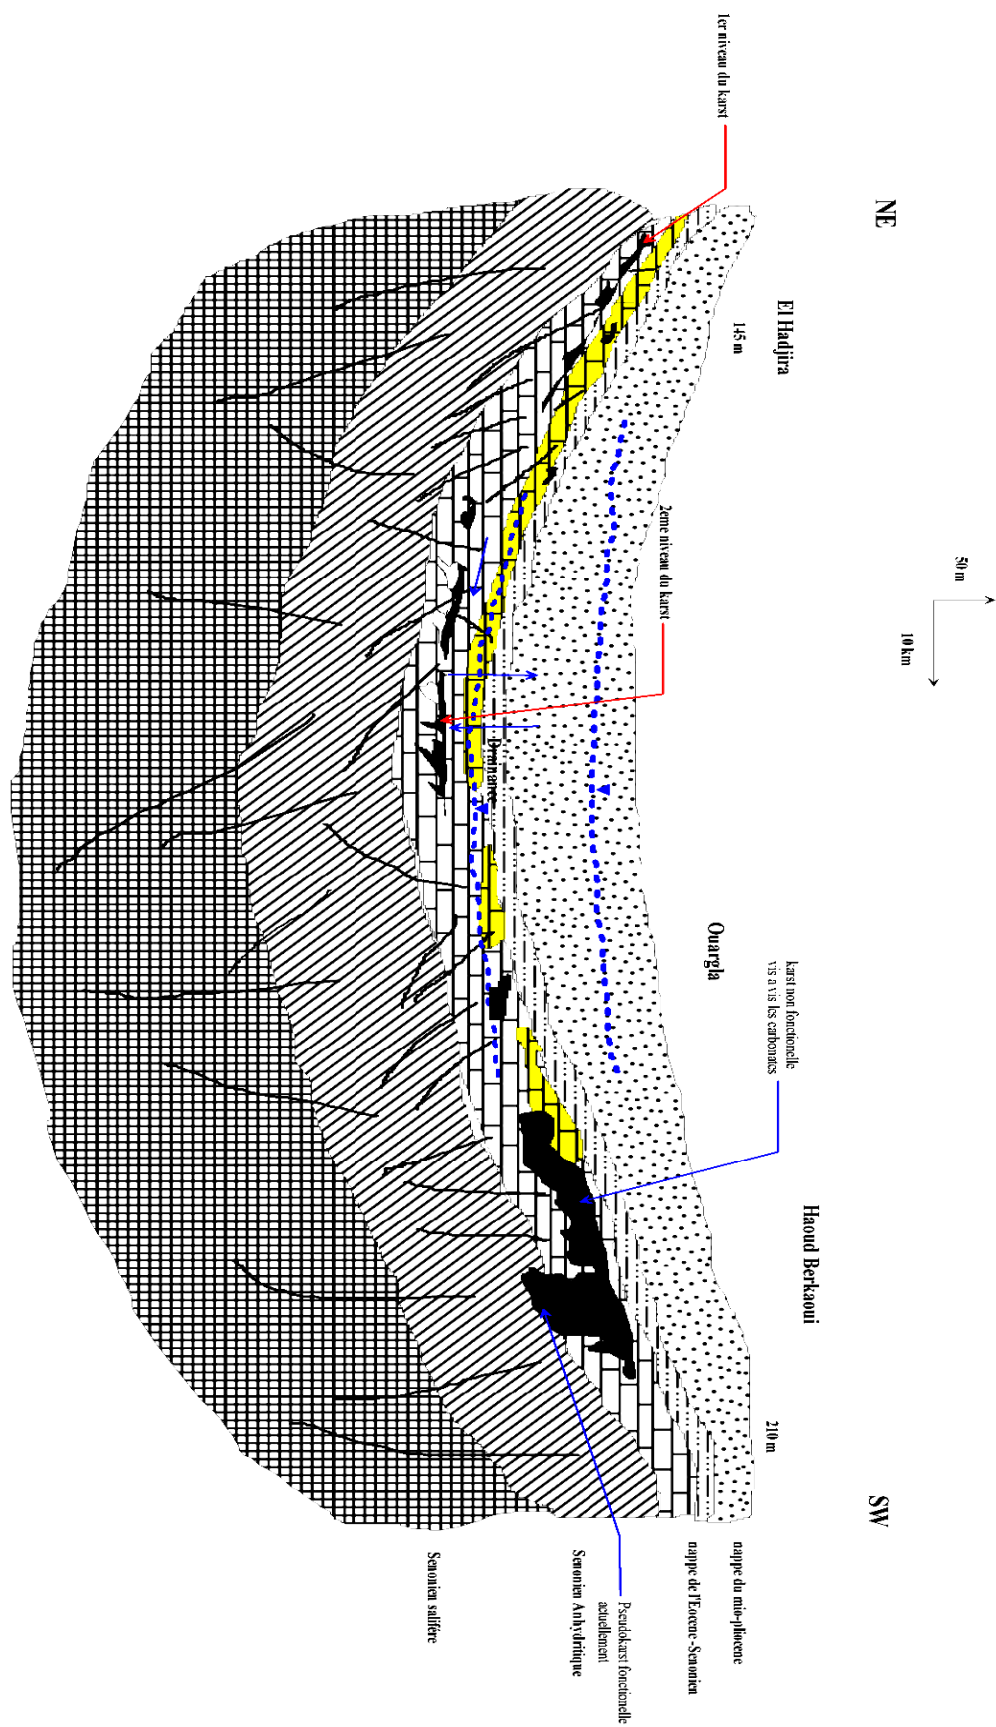 NE
SW
50 m
10 km
El Hadjira
145 m
Ouargla
Haoud Berkaoui
210 m
1er niveau du karst
2eme niveau du karst
karst non fonctionelle
vis a vis les carbonates
Drainance
nappe du mio-pliocene
nappe de l'Eocene-Senonien
Pseudokarst fonctionelle
actuellement
Senonien Anhydritique
Senonien salifére